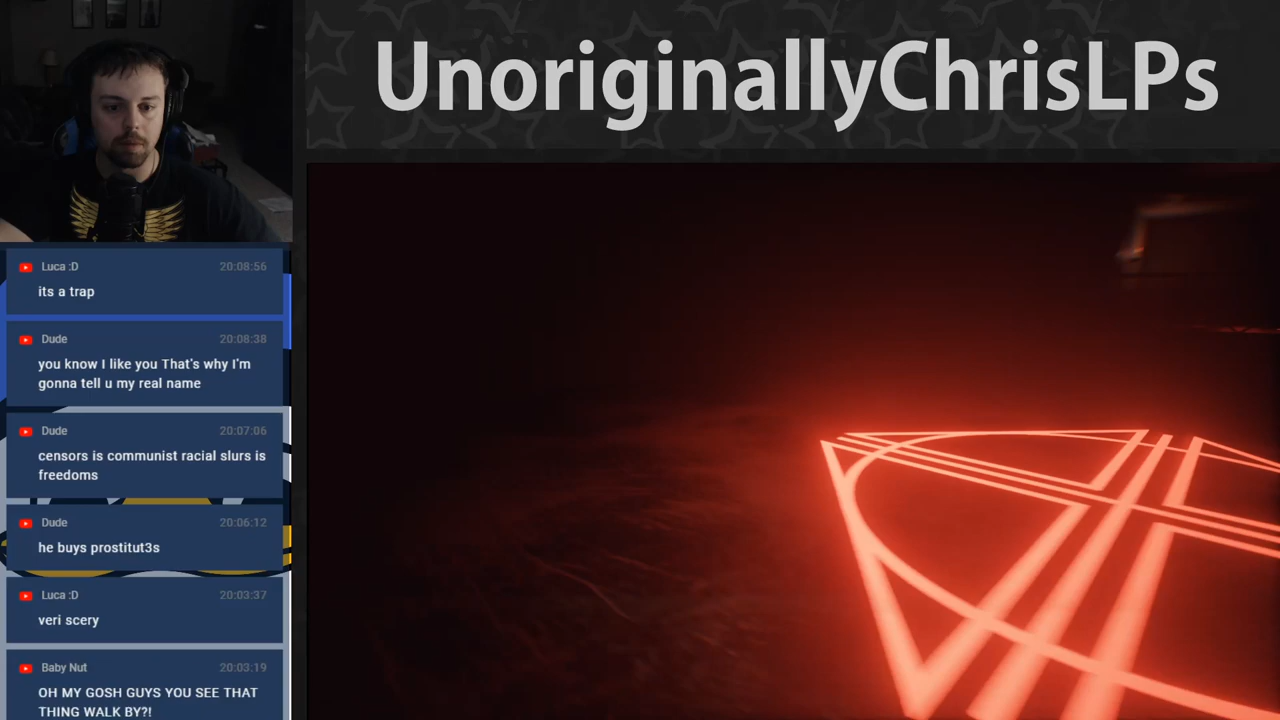 UnoriginallyChrisLPs
Luca :D 20:08:56
its a trap
Dude 20:08:38
you know I like you That's why I'm
gonna tell u my real name
Dude 20:07:06
censors is communist racial slurs is
freedoms
Dude 20:06:12
he buys prostitut3s
Luca :D 20:03:37
veri scery
Baby Nut 20:03:19
OH MY GOSH GUYS YOU SEE THAT
THING WALK BY?!